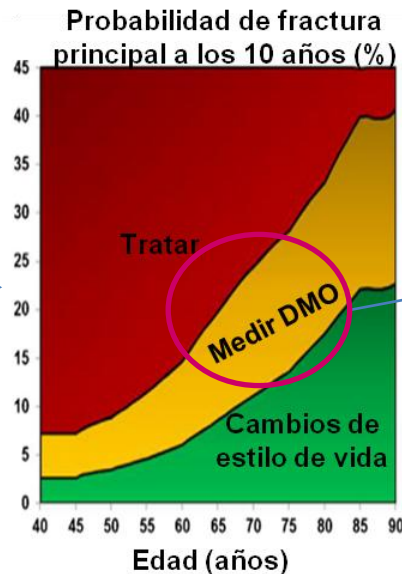 Probabilidad de fractura
principal a los 10 años (%)
45
40
35
30
25
20
15
10
5
0
Tratar
Medir DMO
Cambios de
estilo de vida
40 45 50 55 60 65 70 75 80 85 90
Edad (años)